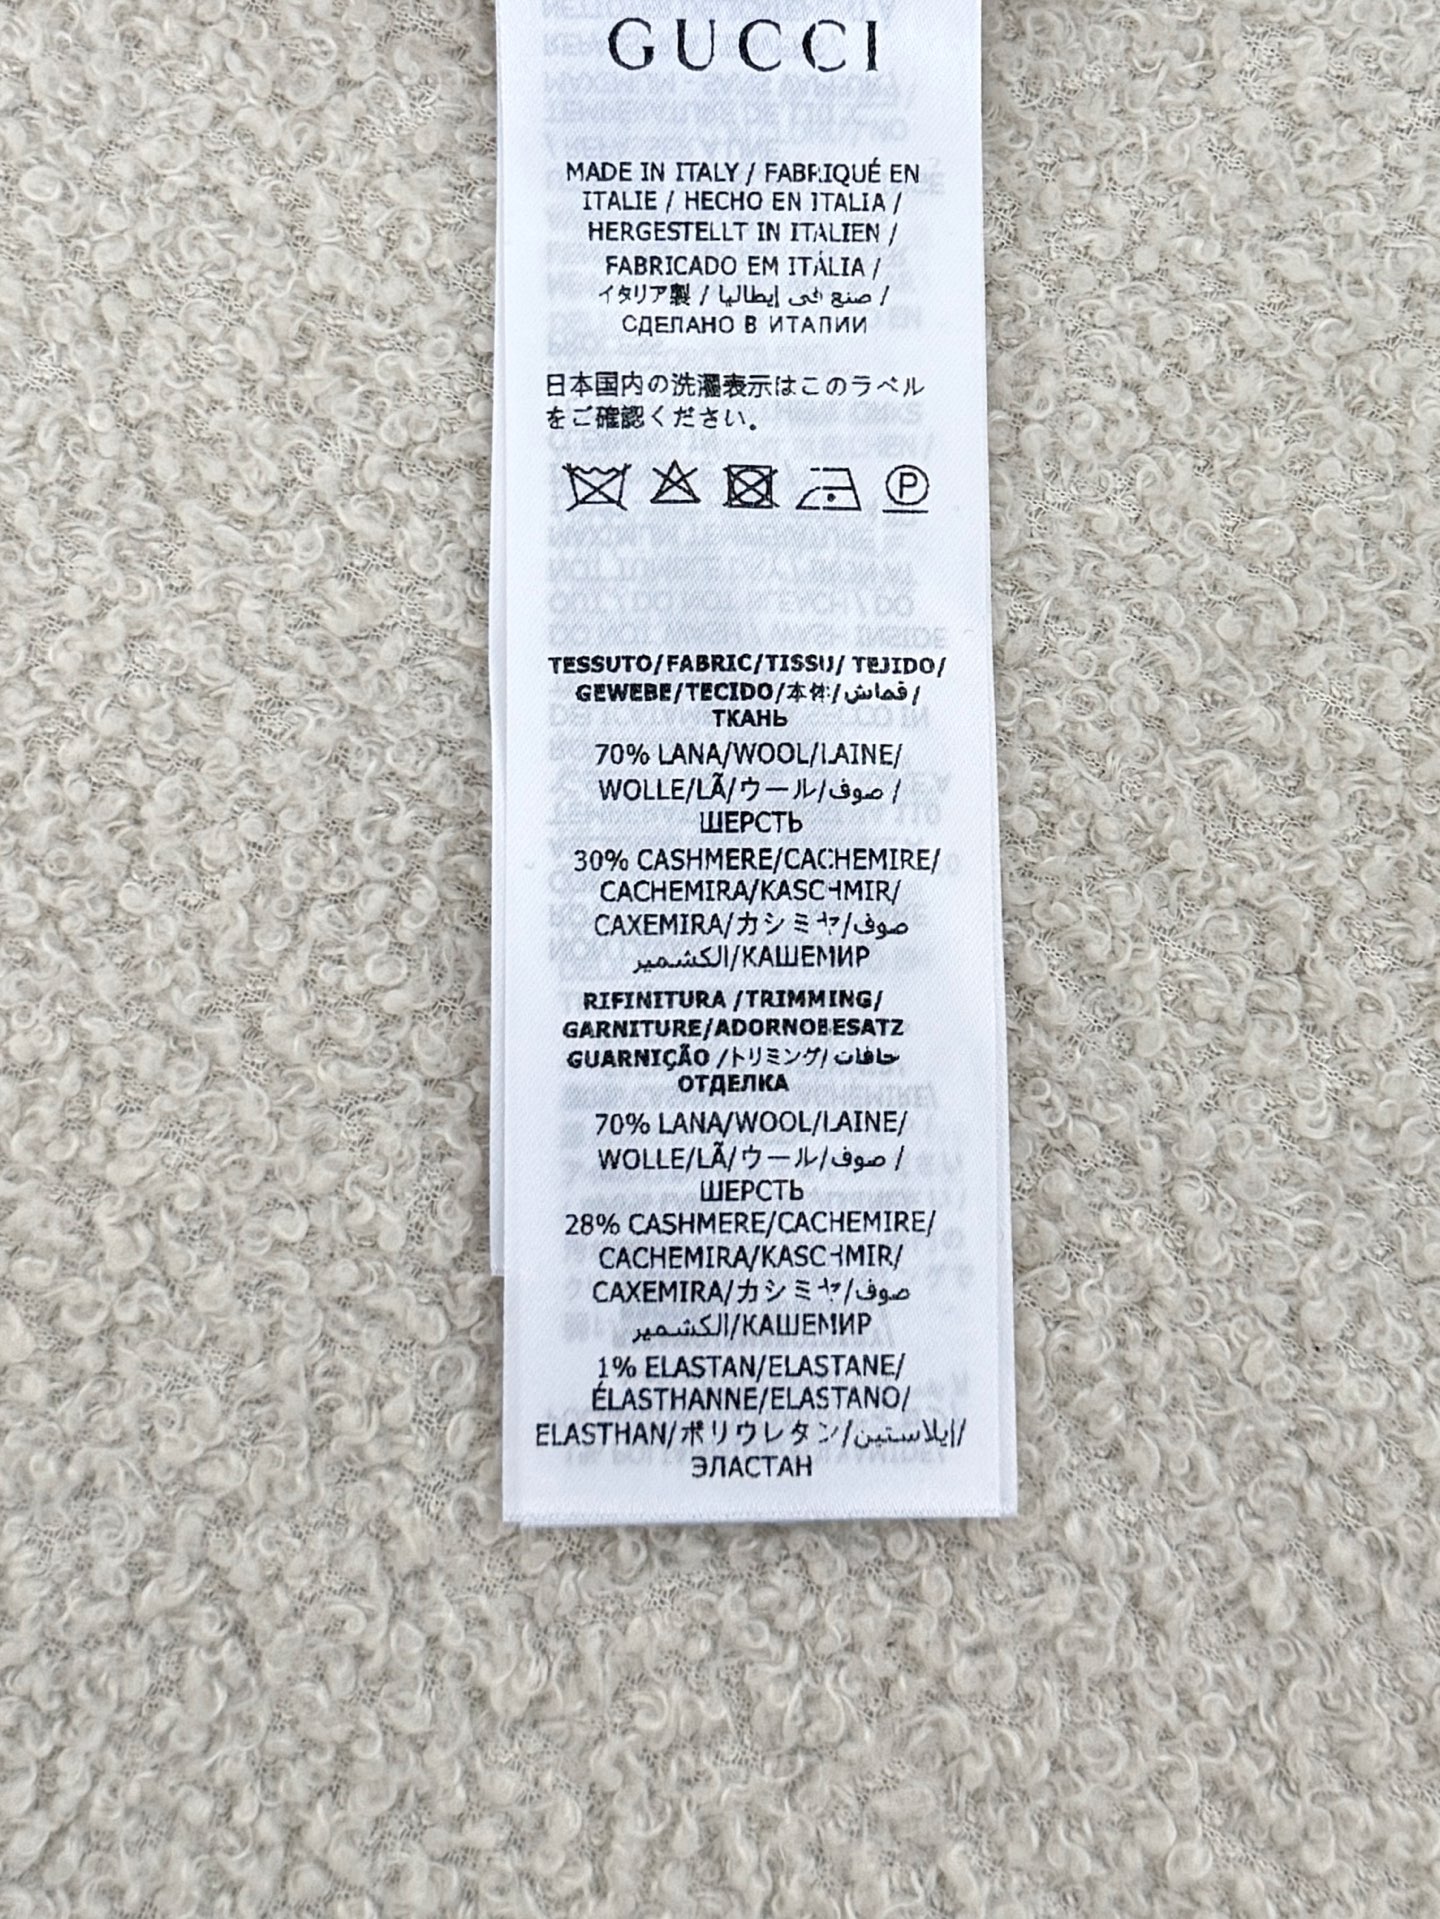 GUCCI
MADE IN ITALY / FABRIQUÉ EN
ITALIE / HECHO EN ITALIA /
HERGESTELLT IN ITALIEN /
FABRICADO EM ITÁLIA /
イタリア製 / صنع في إيطاليا /
СДЕЛАНО В ИТАЛИИ
日本国内の洗濯表示はこのラベル
をご確認ください。
P
TESSUTO/FABRIC/TISSU/ TEJIDO/
GEWEBE/TECIDO/本体/قماش/
ТКАНЬ
70% LANA/WOOL/LAINE/
WOLLE/LÃ/ウール/صوف /
ШЕРСТЬ
30% CASHMERE/CACHEMIRE/
CACHEMIRA/KASCHMIR/
CAXEMIRA/カシミヤ/صوف
الكشمير/КАШЕМИР
RIFINITURA /TRIMMING/
GARNITURE/ADORNOBESATZ
GUARNIÇÃO /トリミング/ حافات
ОТДЕЛКА
70% LANA/WOOL/LAINE/
WOLLE/LÃ/ウール/صوف /
ШЕРСТЬ
28% CASHMERE/CACHEMIRE/
CACHEMIRA/KASCHMIR/
CAXEMIRA/カシミヤ/صوف
الكشمير/КАШЕМИР
1% ELASTAN/ELASTANE/
ÉLASTHANNE/ELASTANO/
ELASTHAN/ポリウレタン/إيلاستين/
ЭЛАСТАН